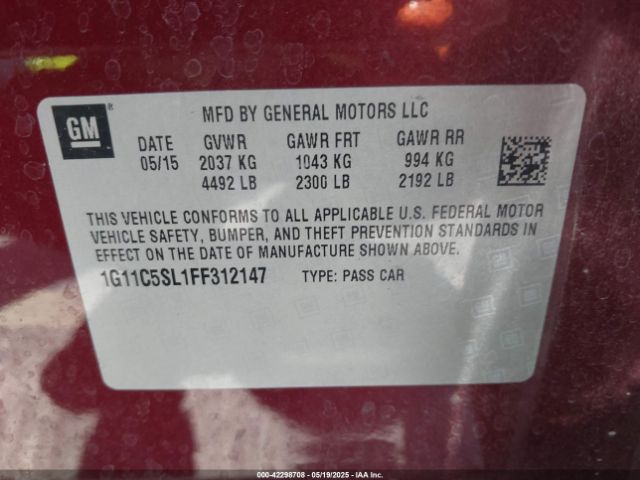 GM®
MFD BY GENERAL MOTORS LLC
DATE GVWR GAWR FRT GAWR RR
05/15 2037 KG 1043 KG 994 KG
4492 LB 2300 LB 2192 LB
THIS VEHICLE CONFORMS TO ALL APPLICABLE U.S. FEDERAL MOTOR
VEHICLE SAFETY, BUMPER, AND THEFT PREVENTION STANDARDS IN
EFFECT ON THE DATE OF MANUFACTURE SHOWN ABOVE.
1G11C5SL1FF312147 TYPE: PASS CAR
000-42298708 - 05/19/2025 - IAA Corp.